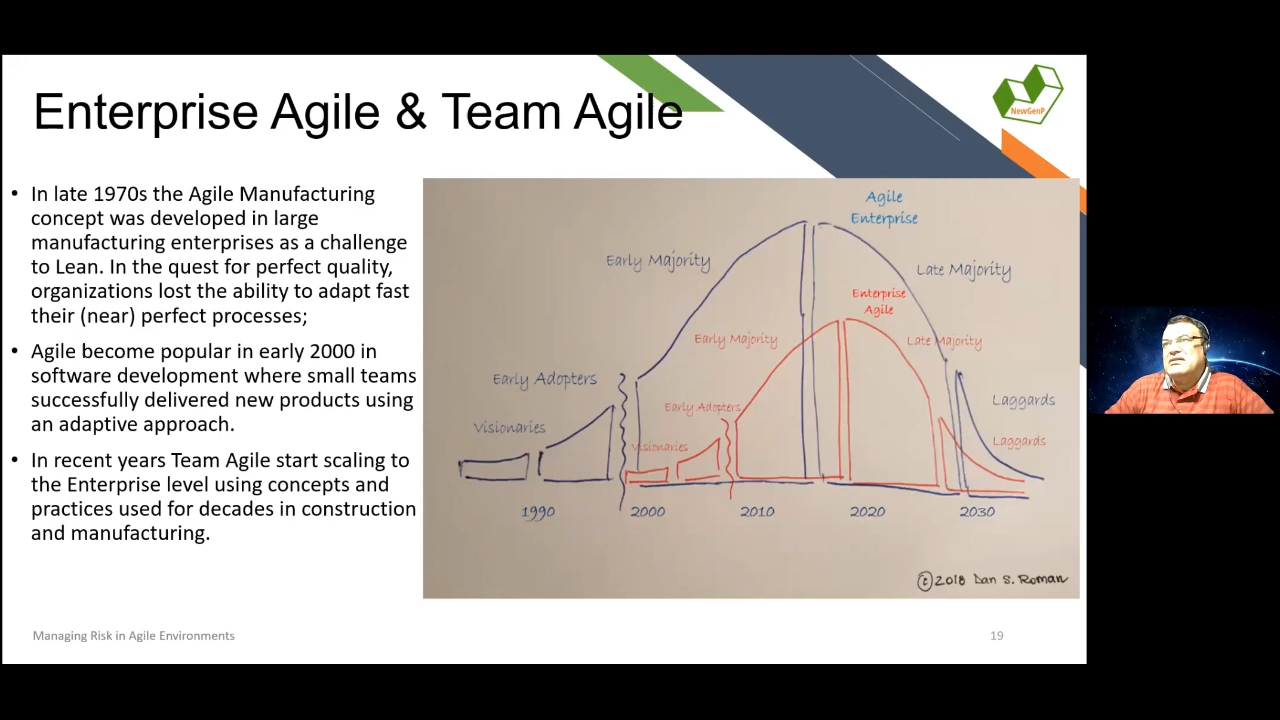 Enterprise Agile & Team Agile
NewGenP
• In late 1970s the Agile Manufacturing
concept was developed in large
manufacturing enterprises as a challenge
to Lean. In the quest for perfect quality,
organizations lost the ability to adapt fast
their (near) perfect processes;
• Agile become popular in early 2000 in
software development where small teams
successfully delivered new products using
an adaptive approach.
• In recent years Team Agile start scaling to
the Enterprise level using concepts and
practices used for decades in construction
and manufacturing.
Agile
Enterprise
Early Majority
Late Majority
Enterprise
Agile
Early Majority
Late Majority
Early Adopters
Early Adopters
Laggards
Visionaries
Visionaries
Laggards
1990
2000
2010
2020
2030
©2018 Dan S. Roman
Managing Risk in Agile Environments
19